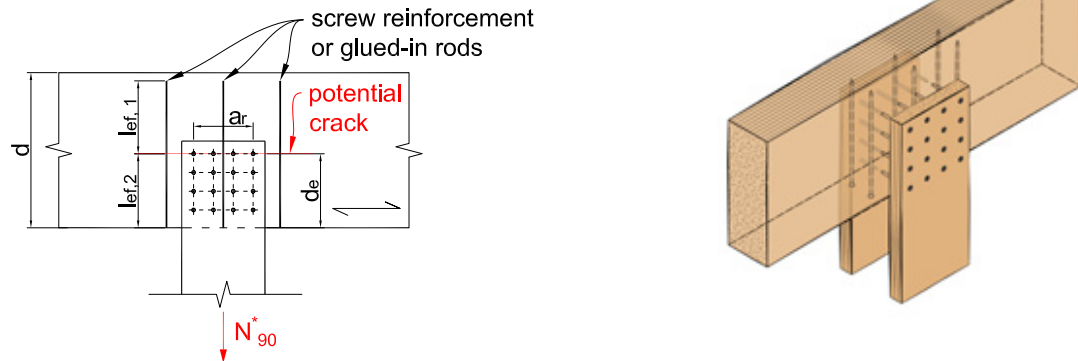 screw reinforcement
or glued-in rods
potential
crack
d
lef,1
lef,2
ar
de
N*90